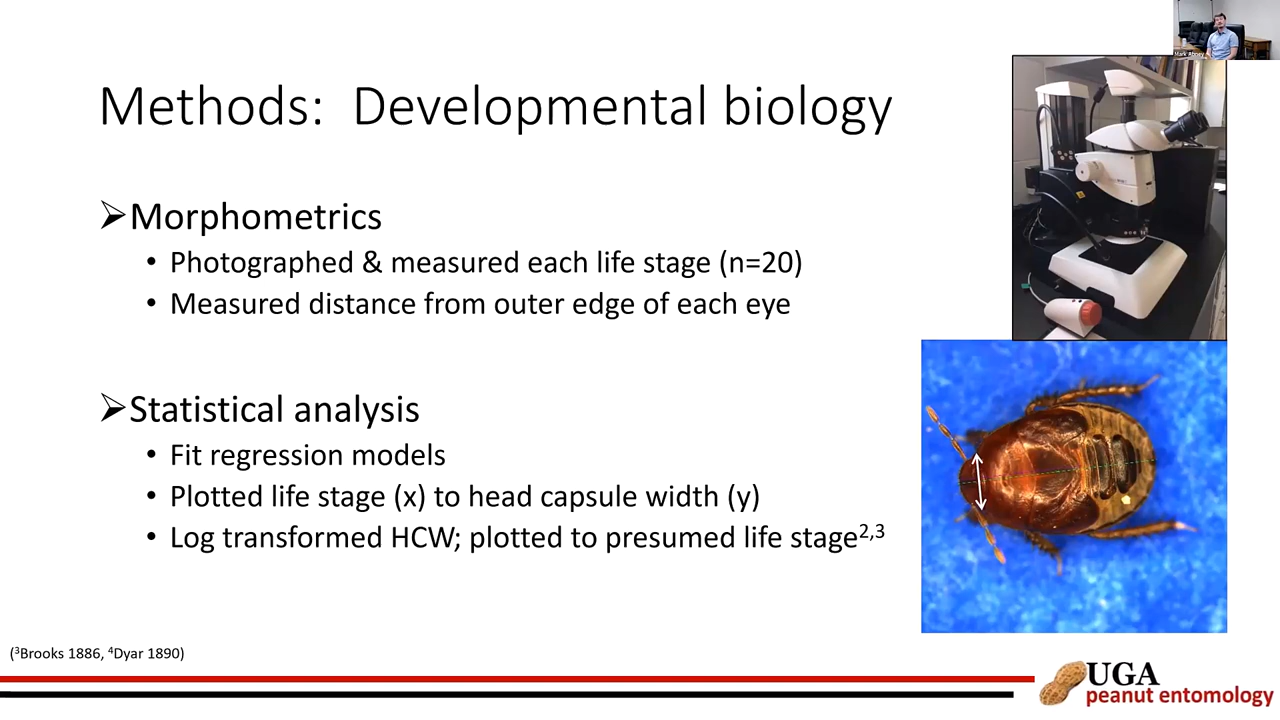 Methods: Developmental biology
➢Morphometrics
• Photographed & measured each life stage (n=20)
• Measured distance from outer edge of each eye
➢Statistical analysis
• Fit regression models
• Plotted life stage (x) to head capsule width (y)
• Log transformed HCW; plotted to presumed life stage2,3
(3Brooks 1886, 4Dyar 1890)
UGA
peanut entomology
Mark Abney